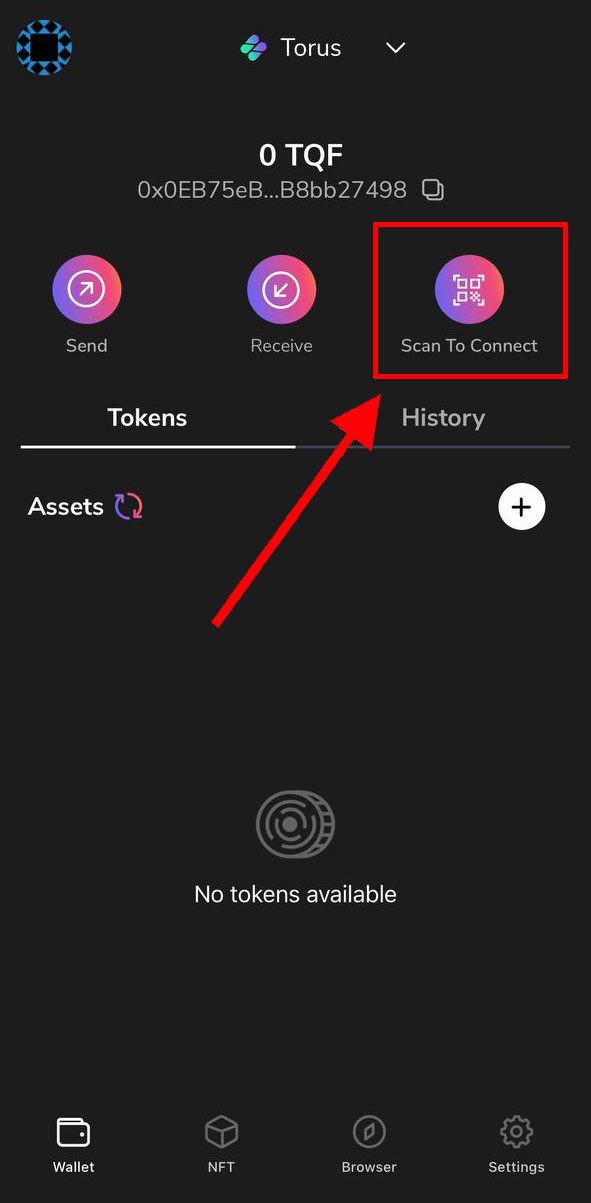 Torus
0 TQF
0x0EB75eB...B8bb27498
Send
Receive
Scan To Connect
Tokens
History
Assets
No tokens available
Wallet
NFT
Browser
Settings